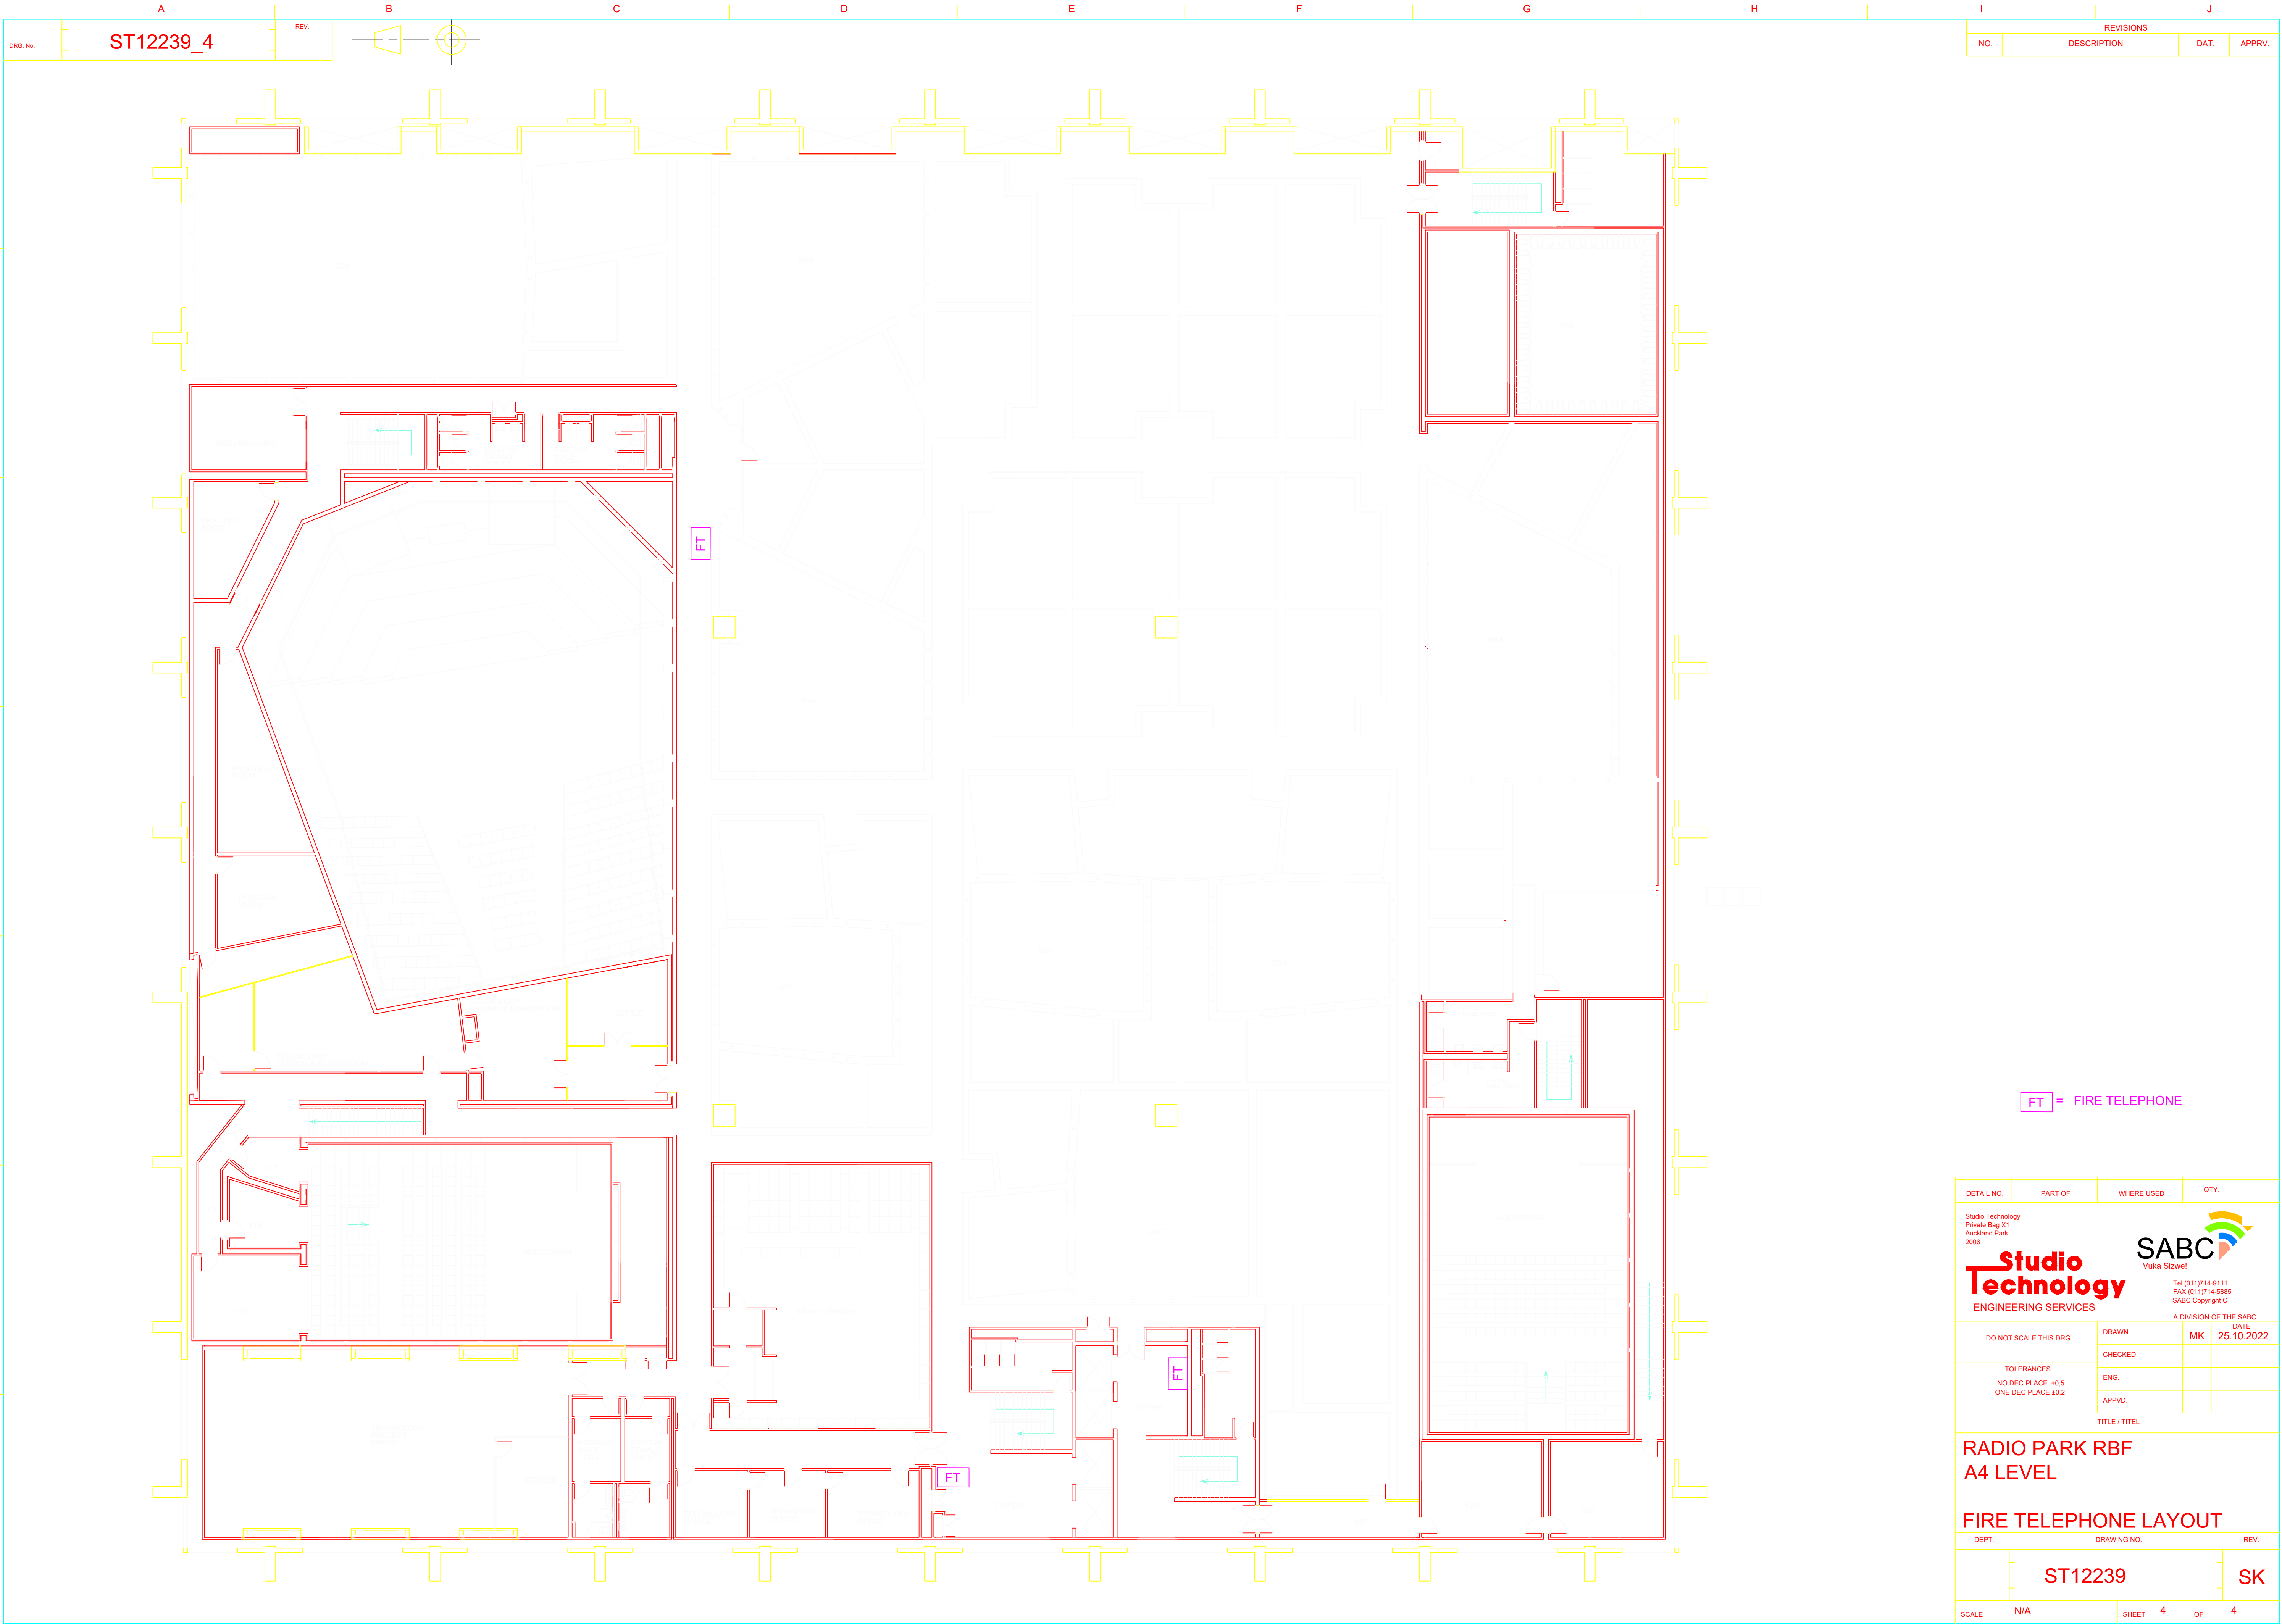 A B C D E F G H I J
DRG. No.
ST12239_4
REV.
REVISIONS
NO. DESCRIPTION DAT. APPRV.
FT
FT
FT
FT = FIRE TELEPHONE
DETAIL NO. PART OF WHERE USED QTY.
Studio Technology
Private Bag X1
Auckland Park
2006
Studio
Technology
ENGINEERING SERVICES
SABC
Vuka Sizwe!
Tel.(011)714-9111
FAX.(011)714-5885
SABC Copyright C
A DIVISION OF THE SABC
DO NOT SCALE THIS DRG.
TOLERANCES
NO DEC PLACE ±0,5
ONE DEC PLACE ±0,2
DATE
DRAWN MK 25.10.2022
CHECKED
ENG.
APPVD.
TITLE / TITEL
RADIO PARK RBF
A4 LEVEL
FIRE TELEPHONE LAYOUT
DEPT. DRAWING NO. REV.
ST12239 SK
SCALE N/A SHEET 4 OF 4